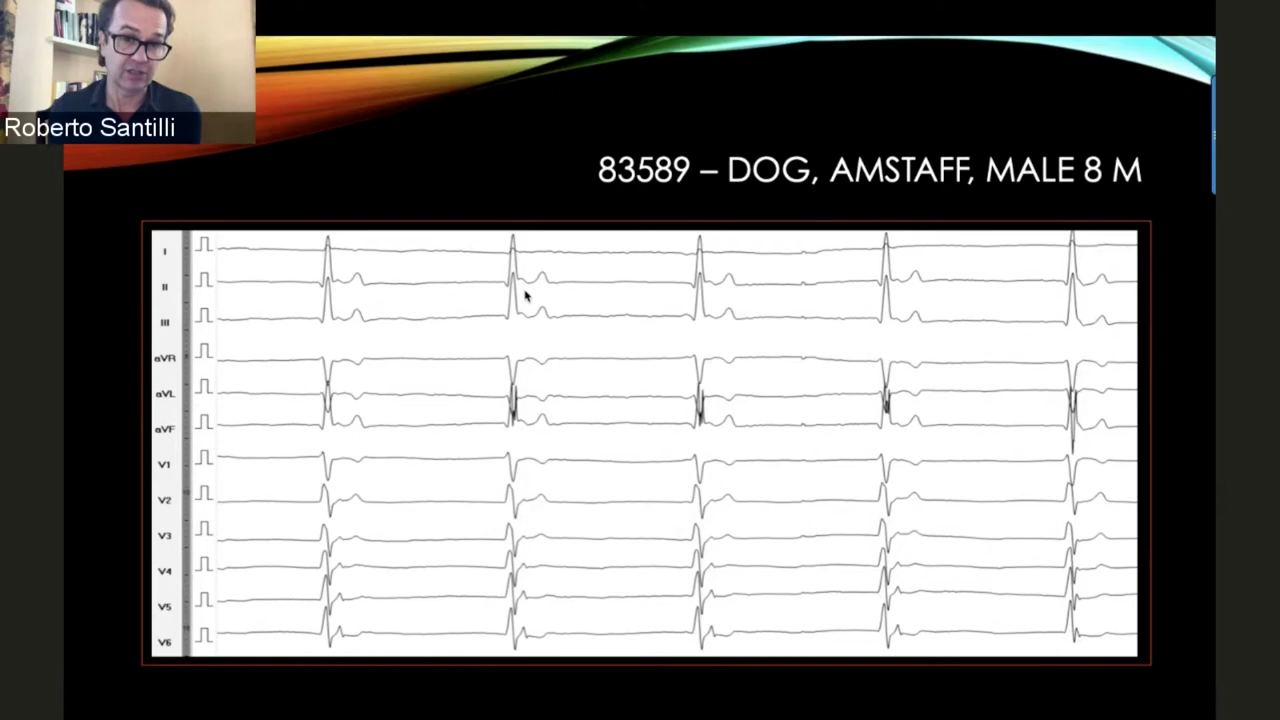 Roberto Santilli
83589 – DOG, AMSTAFF, MALE 8 M
I
II
III
aVR
aVL
aVF
V1
V2
V3
V4
V5
V6